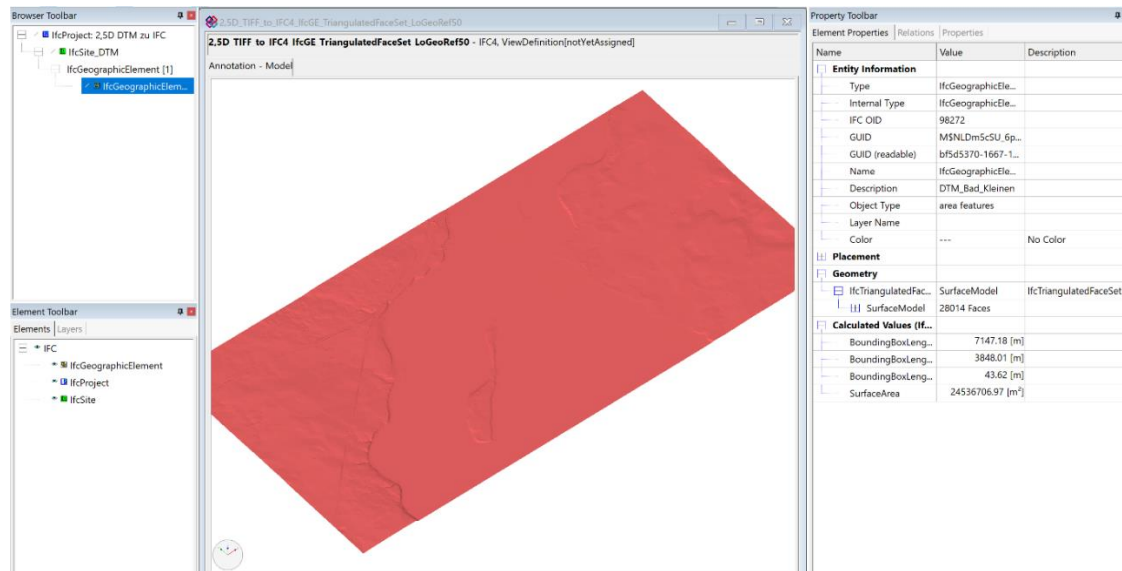 Browser Toolbar
IfcProject: 2,5D DTM zu IFC
IfcSite_DTM
IfcGeographicElement [1]
IfcGeographicElem...
Element Toolbar
Elements Layers
IFC
IfcGeographicElement
IfcProject
IfcSite
2,5D_TIFF_to_IFC4_IfcGE_TriangulatedFaceSet_LoGeoRef50
2,5D TIFF to IFC4 IfcGE TriangulatedFaceSet LoGeoRef50 - IFC4, ViewDefinition[notYetAssigned]
Annotation - Model
Property Toolbar
Element Properties Relations Properties
Name Value Description
Entity Information
Type IfcGeographicEle...
Internal Type IfcGeographicEle...
IFC OID 98272
GUID M$NLDm5cSU_6p...
GUID (readable) bf5d5370-1667-1...
Name IfcGeographicEle...
Description DTM_Bad_Kleinen
Object Type area features
Layer Name
Color --- No Color
Placement
Geometry
IfcTriangulatedFac... SurfaceModel IfcTriangulatedFaceSet
SurfaceModel 28014 Faces
Calculated Values (If...
BoundingBoxLeng... 7147.18 [m]
BoundingBoxLeng... 3848.01 [m]
BoundingBoxLeng... 43.62 [m]
SurfaceArea 24536706.97 [m²]